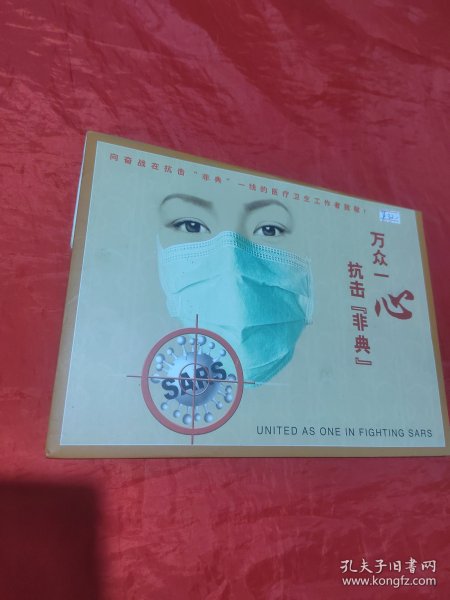 向奋战在抗击“非典”一线的医疗卫生工作者致敬！
万众一心
抗击『非典』
SARS
UNITED AS ONE IN FIGHTING SARS
孔夫子旧书网
www.kongfz.com